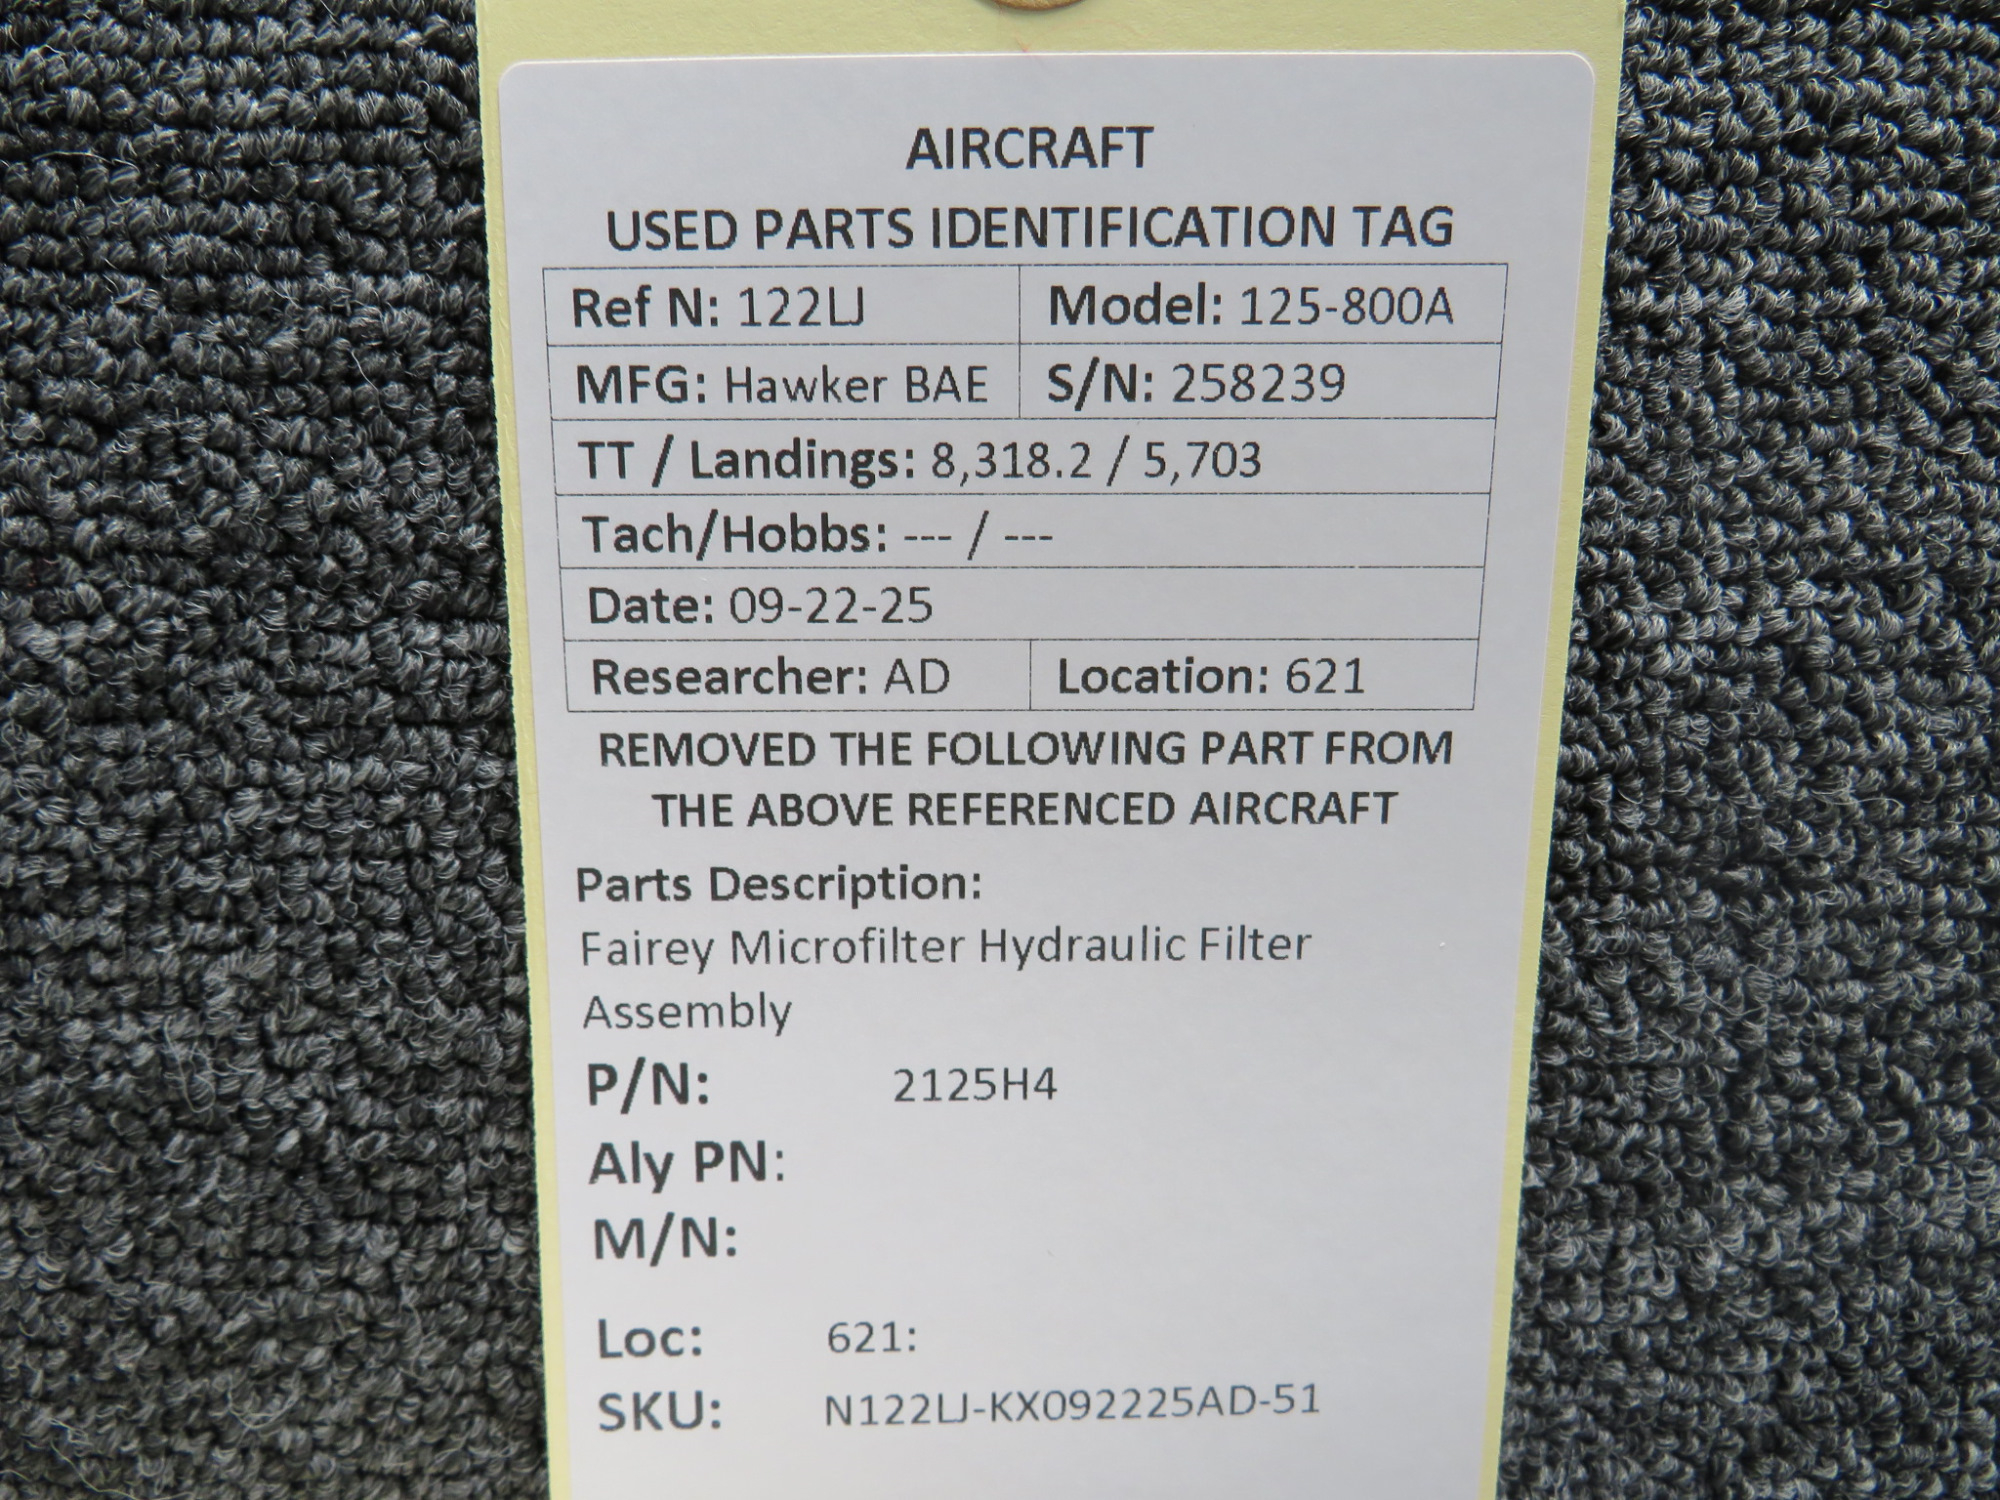 AIRCRAFT
USED PARTS IDENTIFICATION TAG
Ref N: 122LJ Model: 125-800A
MFG: Hawker BAE S/N: 258239
TT / Landings: 8,318.2 / 5,703
Tach/Hobbs: --- / ---
Date: 09-22-25
Researcher: AD Location: 621
REMOVED THE FOLLOWING PART FROM
THE ABOVE REFERENCED AIRCRAFT
Parts Description:
Fairey Microfilter Hydraulic Filter
Assembly
P/N: 2125H4
Aly PN:
M/N:
Loc: 621:
SKU: N122LJ-KX092225AD-51